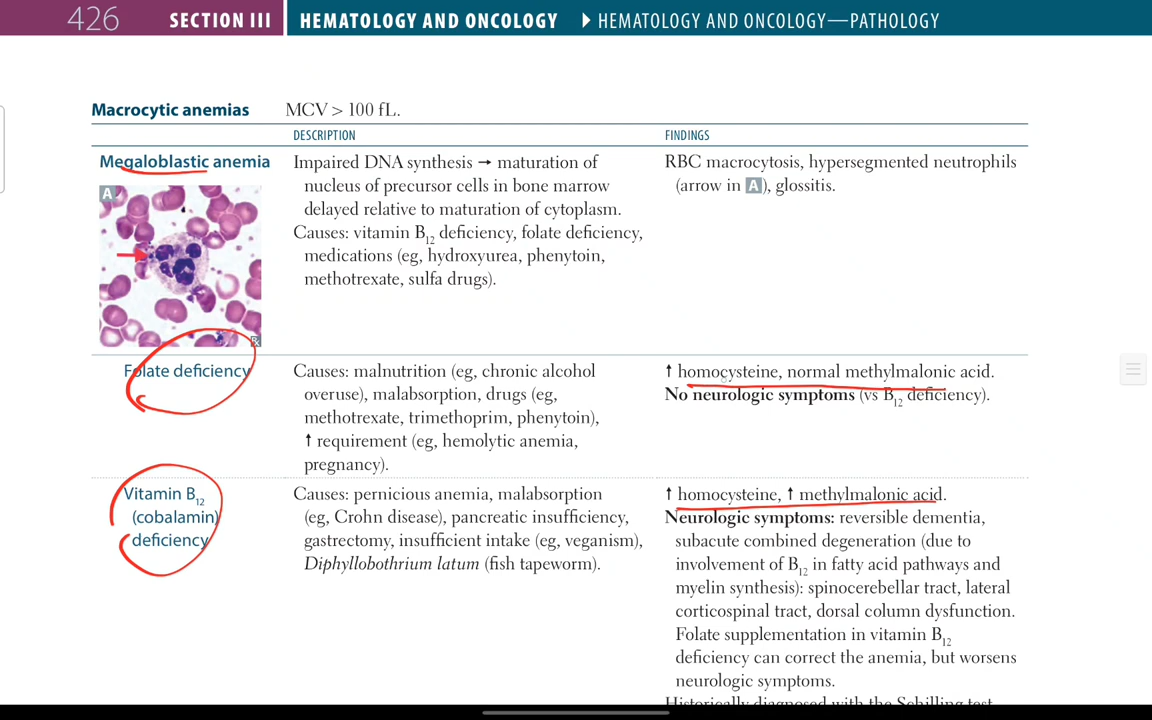 426 SECTION III HEMATOLOGY AND ONCOLOGY ▶ HEMATOLOGY AND ONCOLOGY—PATHOLOGY
Macrocytic anemias MCV > 100 fL.
DESCRIPTION FINDINGS
Megaloblastic anemia
A
Impaired DNA synthesis → maturation of
nucleus of precursor cells in bone marrow
delayed relative to maturation of cytoplasm.
Causes: vitamin B12 deficiency, folate deficiency,
medications (eg, hydroxyurea, phenytoin,
methotrexate, sulfa drugs).
RBC macrocytosis, hypersegmented neutrophils
(arrow in A), glossitis.
Folate deficiency
Causes: malnutrition (eg, chronic alcohol
overuse), malabsorption, drugs (eg,
methotrexate, trimethoprim, phenytoin),
↑ requirement (eg, hemolytic anemia,
pregnancy).
↑ homocysteine, normal methylmalonic acid.
No neurologic symptoms (vs B12 deficiency).
Vitamin B12
(cobalamin)
deficiency
Causes: pernicious anemia, malabsorption
(eg, Crohn disease), pancreatic insufficiency,
gastrectomy, insufficient intake (eg, veganism),
Diphyllobothrium latum (fish tapeworm).
↑ homocysteine, ↑ methylmalonic acid.
Neurologic symptoms: reversible dementia,
subacute combined degeneration (due to
involvement of B12 in fatty acid pathways and
myelin synthesis): spinocerebellar tract, lateral
corticospinal tract, dorsal column dysfunction.
Folate supplementation in vitamin B12
deficiency can correct the anemia, but worsens
neurologic symptoms.
Historically diagnosed with the Schilling test